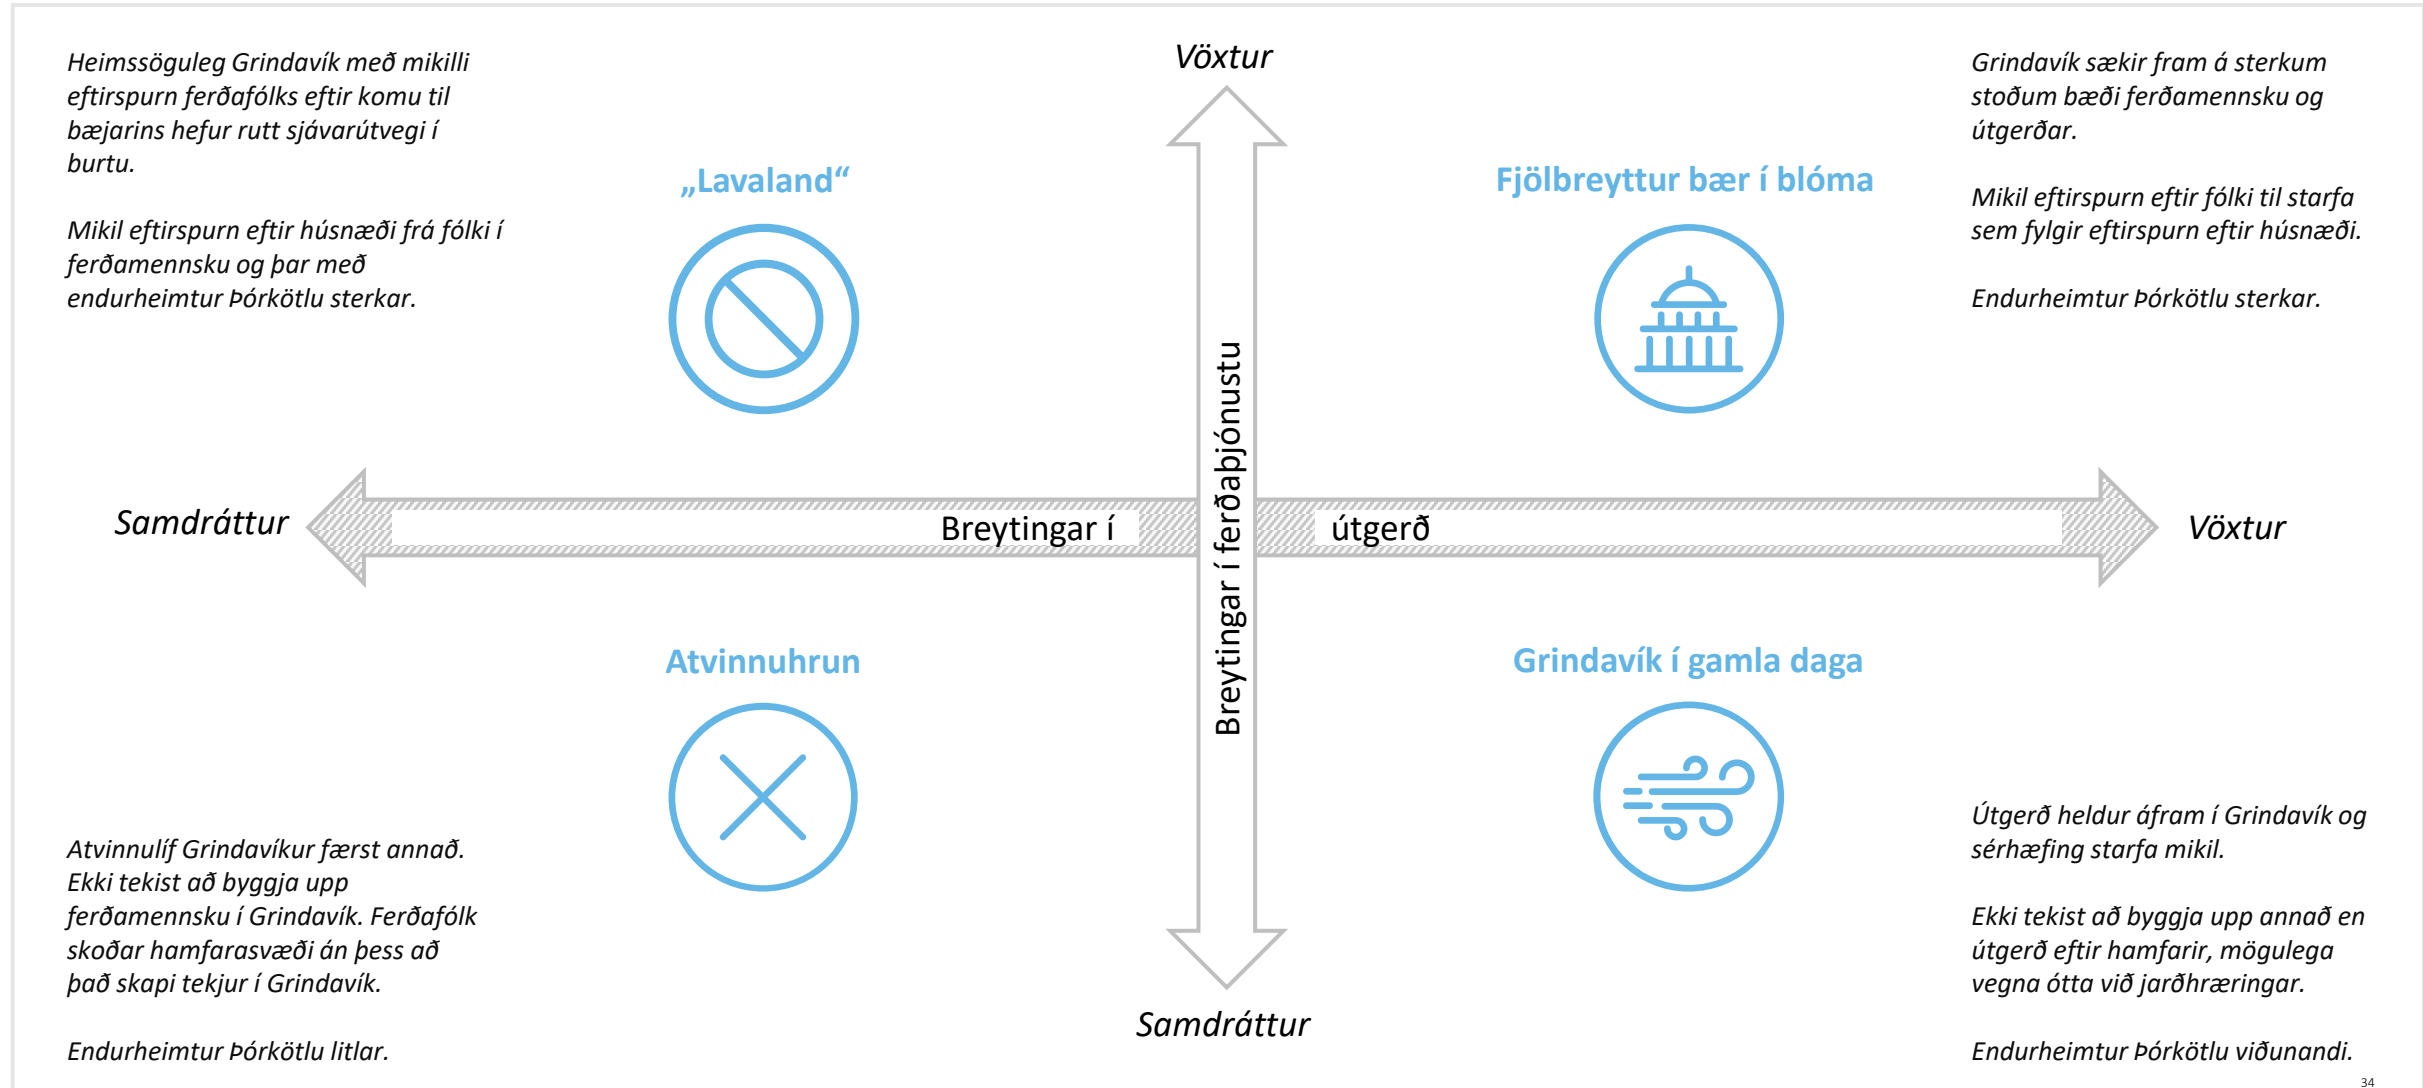 Heimssöguleg Grindavík með mikilli
eftirspurn ferðafólks eftir komu til
bæjarins hefur rutt sjávarútvegi í
burtu.
Mikil eftirspurn eftir húsnæði frá fólki í
ferðamennsku og þar með
endurheimtur Þórkötlu sterkar.
„Lavaland“
Vöxtur
Fjölbreyttur bær í blóma
Grindavík sækir fram á sterkum
stoðum bæði ferðamennsku og
útgerðar.
Mikil eftirspurn eftir fólki til starfa
sem fylgir eftirspurn eftir húsnæði.
Endurheimtur Þórkötlu sterkar.
Samdráttur
Breytingar í útgerð
Breytingar í ferðaþjónustu
Vöxtur
Atvinnuhrun
Grindavík í gamla daga
Atvinnulíf Grindavíkur færst annað.
Ekki tekist að byggja upp
ferðamennsku í Grindavík. Ferðafólk
skoðar hamfarasvæði án þess að
það skapi tekjur í Grindavík.
Endurheimtur Þórkötlu litlar.
Samdráttur
Útgerð heldur áfram í Grindavík og
sérhæfing starfa mikil.
Ekki tekist að byggja upp annað en
útgerð eftir hamfarir, mögulega
vegna ótta við jarðhræringar.
Endurheimtur Þórkötlu viðunandi.
34